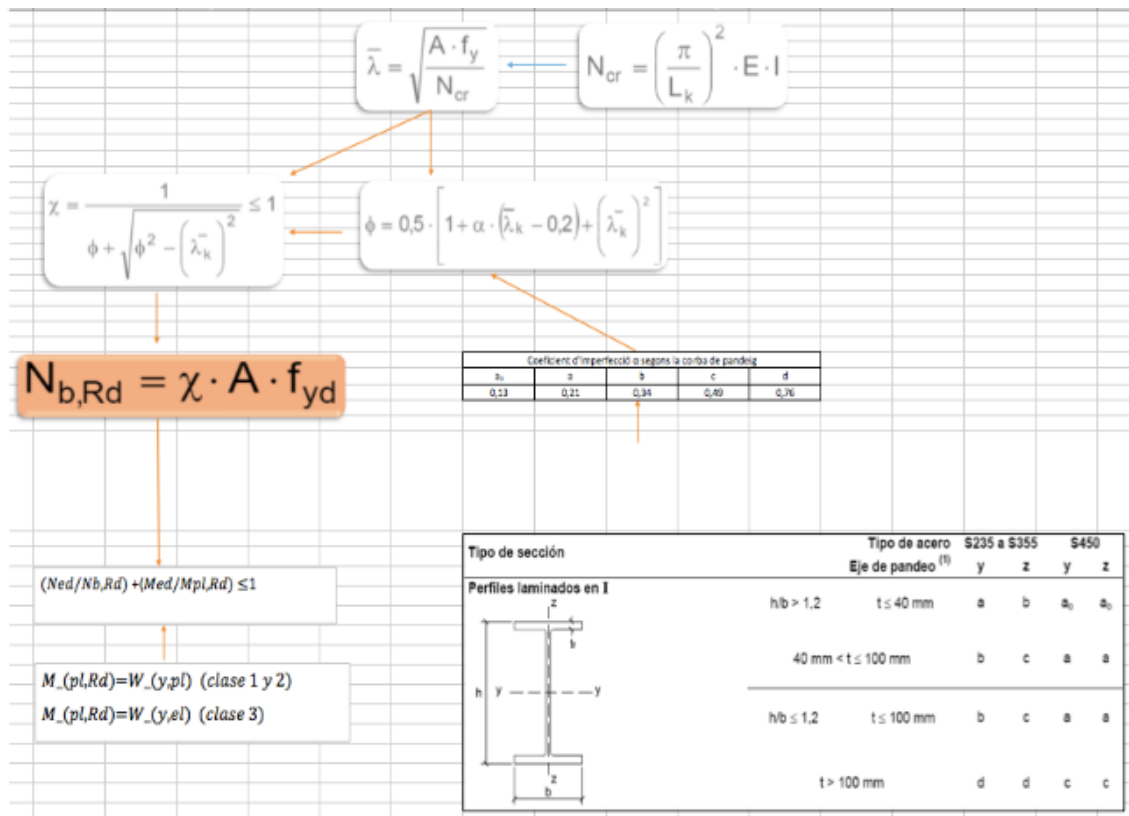 λ̅ = √(A · f_y / N_cr)
N_cr = (π / L_k)² · E · I
χ = 1 / (ϕ + √(ϕ² − (λ̅_k)²)) ≤ 1
ϕ = 0,5 · [1 + α · (λ̅_k − 0,2) + (λ̅_k)²]
N_b,Rd = χ · A · f_yd
Coeficient d'imperfecció α segons la corba de pandeig
a₀ a b c d
0,13 0,21 0,34 0,49 0,76
(Ned/Nb,Rd) +(Med/Mpl,Rd) ≤1
M_(pl,Rd)=W_(y,pl) (clase 1 y 2)
M_(pl,Rd)=W_(y,el) (clase 3)
Tipo de sección Tipo de acero S235 a S355 S450
Eje de pandeo (1) y z y z
Perfiles laminados en I
h/b > 1,2 t ≤ 40 mm a b a₀ a₀
40 mm < t ≤ 100 mm b c a a
h/b ≤ 1,2 t ≤ 100 mm b c a a
t > 100 mm d d c c
z
b
h y y
z
b